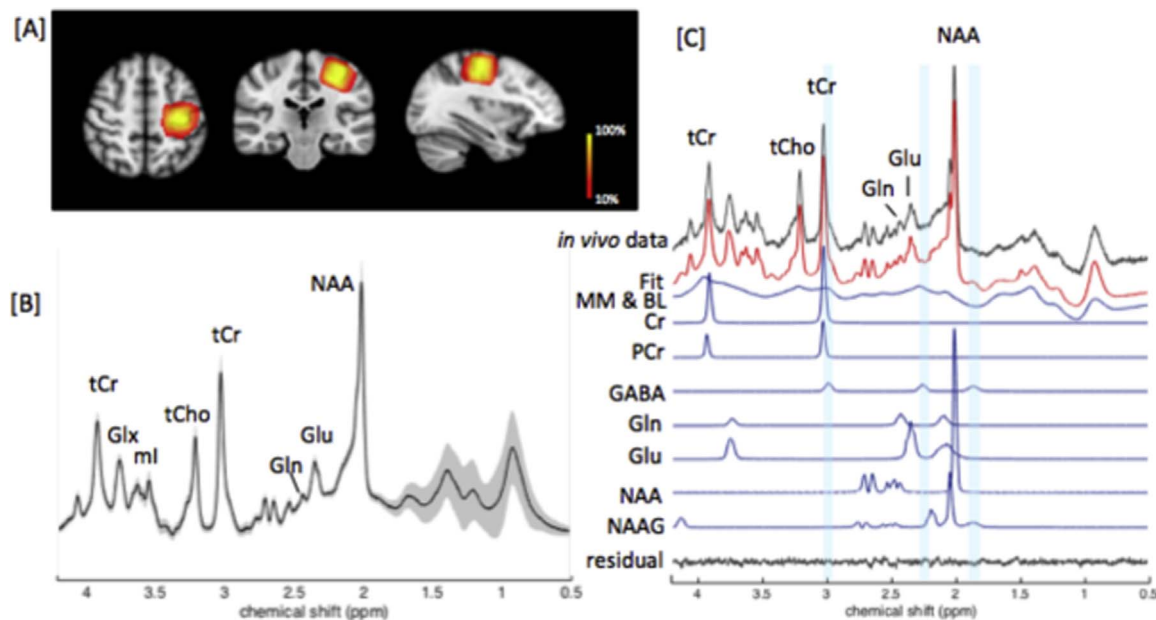 [A]
100%
10%
[B]
NAA
tCr
tCr
tCho
Glx
mI
Glu
Gln
4 3.5 3 2.5 2 1.5 1 0.5
chemical shift (ppm)
[C]
NAA
tCr
tCr
tCho
Glu
Gln
in vivo data
Fit
MM & BL
Cr
PCr
GABA
Gln
Glu
NAA
NAAG
residual
4 3.5 3 2.5 2 1.5 1 0.5
chemical shift (ppm)